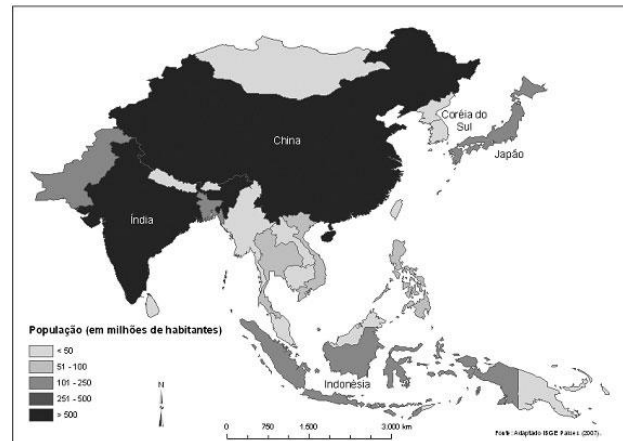 China
Coréia do
Sul
Japão
Índia
Indonésia
População (em milhões de habitantes)
< 50
51 - 100
101 - 250
251 - 500
> 500
N
0 750 1.500 3.000 km
Fonte: Adaptado IBGE Países (2007).